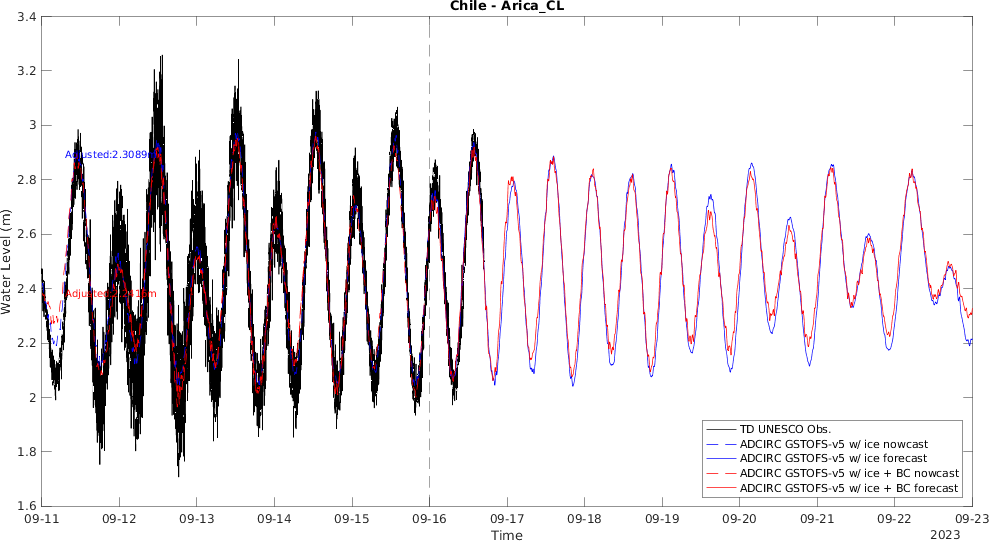 Chile - Arica_CL
3.4
3.2
3
2.8
2.6
2.4
2.2
2
1.8
1.6
Water Level (m)
Adjusted:2.3089
TD UNESCO Obs.
ADCIRC GSTOFS-v5 w/ ice nowcast
ADCIRC GSTOFS-v5 w/ ice forecast
ADCIRC GSTOFS-v5 w/ ice + BC nowcast
ADCIRC GSTOFS-v5 w/ ice + BC forecast
09-11 09-12 09-13 09-14 09-15 09-16 09-17 09-18 09-19 09-20 09-21 09-22 09-23
Time
2023